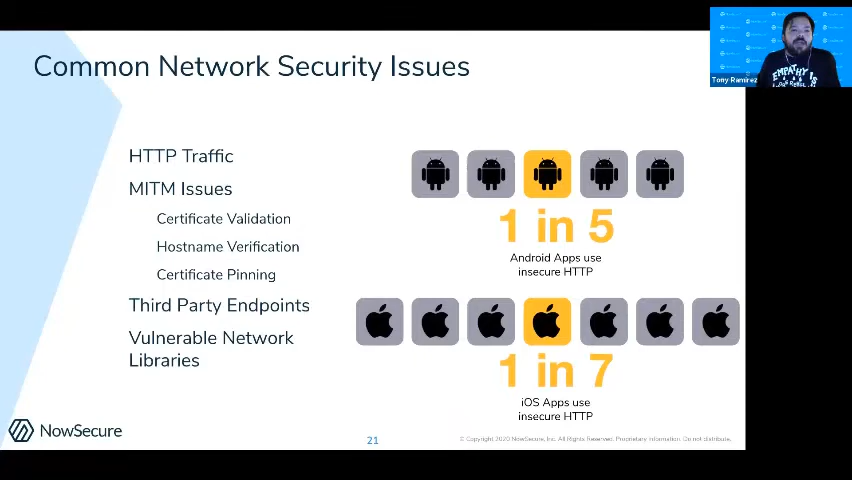 Common Network Security Issues
Tony Ramirez
EMPATHY IS
HTTP Traffic
MITM Issues
Certificate Validation
Hostname Verification
Certificate Pinning
Third Party Endpoints
Vulnerable Network
Libraries
1 in 5
Android Apps use
insecure HTTP
1 in 7
iOS Apps use
insecure HTTP
NowSecure
21
© Copyright 2020 NowSecure, Inc. All Rights Reserved. Proprietary information. Do not distribute.